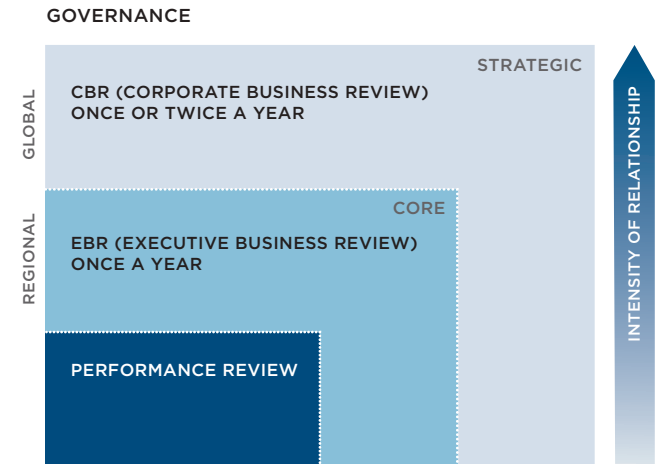 GOVERNANCE
STRATEGIC
CBR (CORPORATE BUSINESS REVIEW)
ONCE OR TWICE A YEAR
GLOBAL
CORE
EBR (EXECUTIVE BUSINESS REVIEW)
ONCE A YEAR
REGIONAL
PERFORMANCE REVIEW
INTENSITY OF RELATIONSHIP